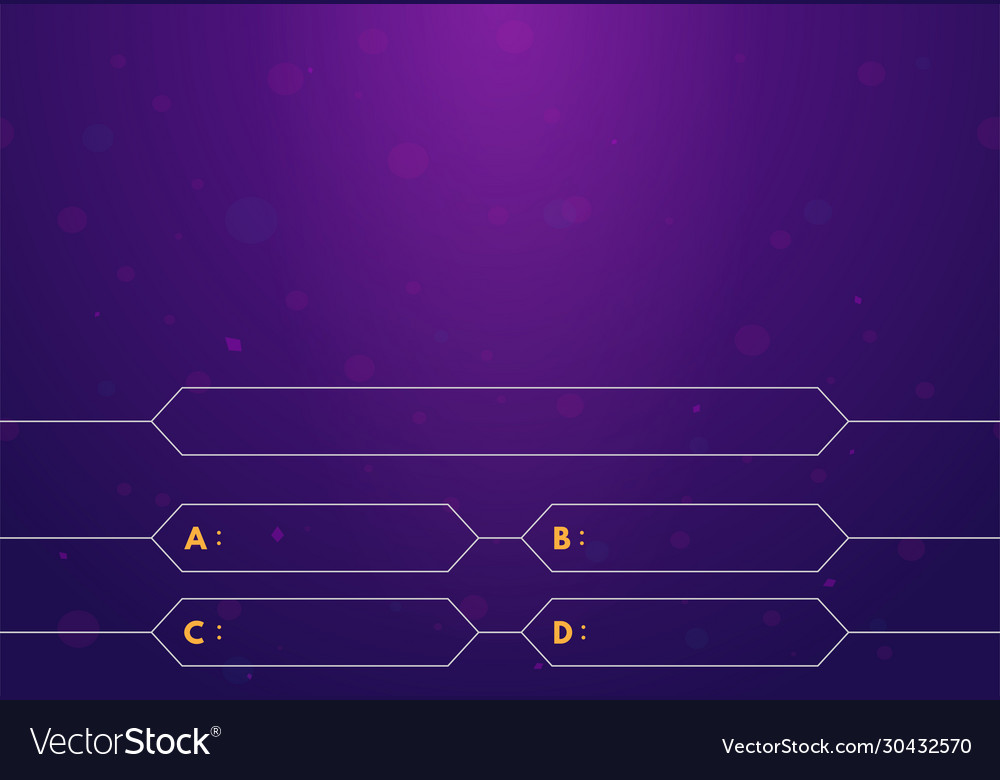 A :
B :
C :
D :
VectorStock®
VectorStock.com/30432570